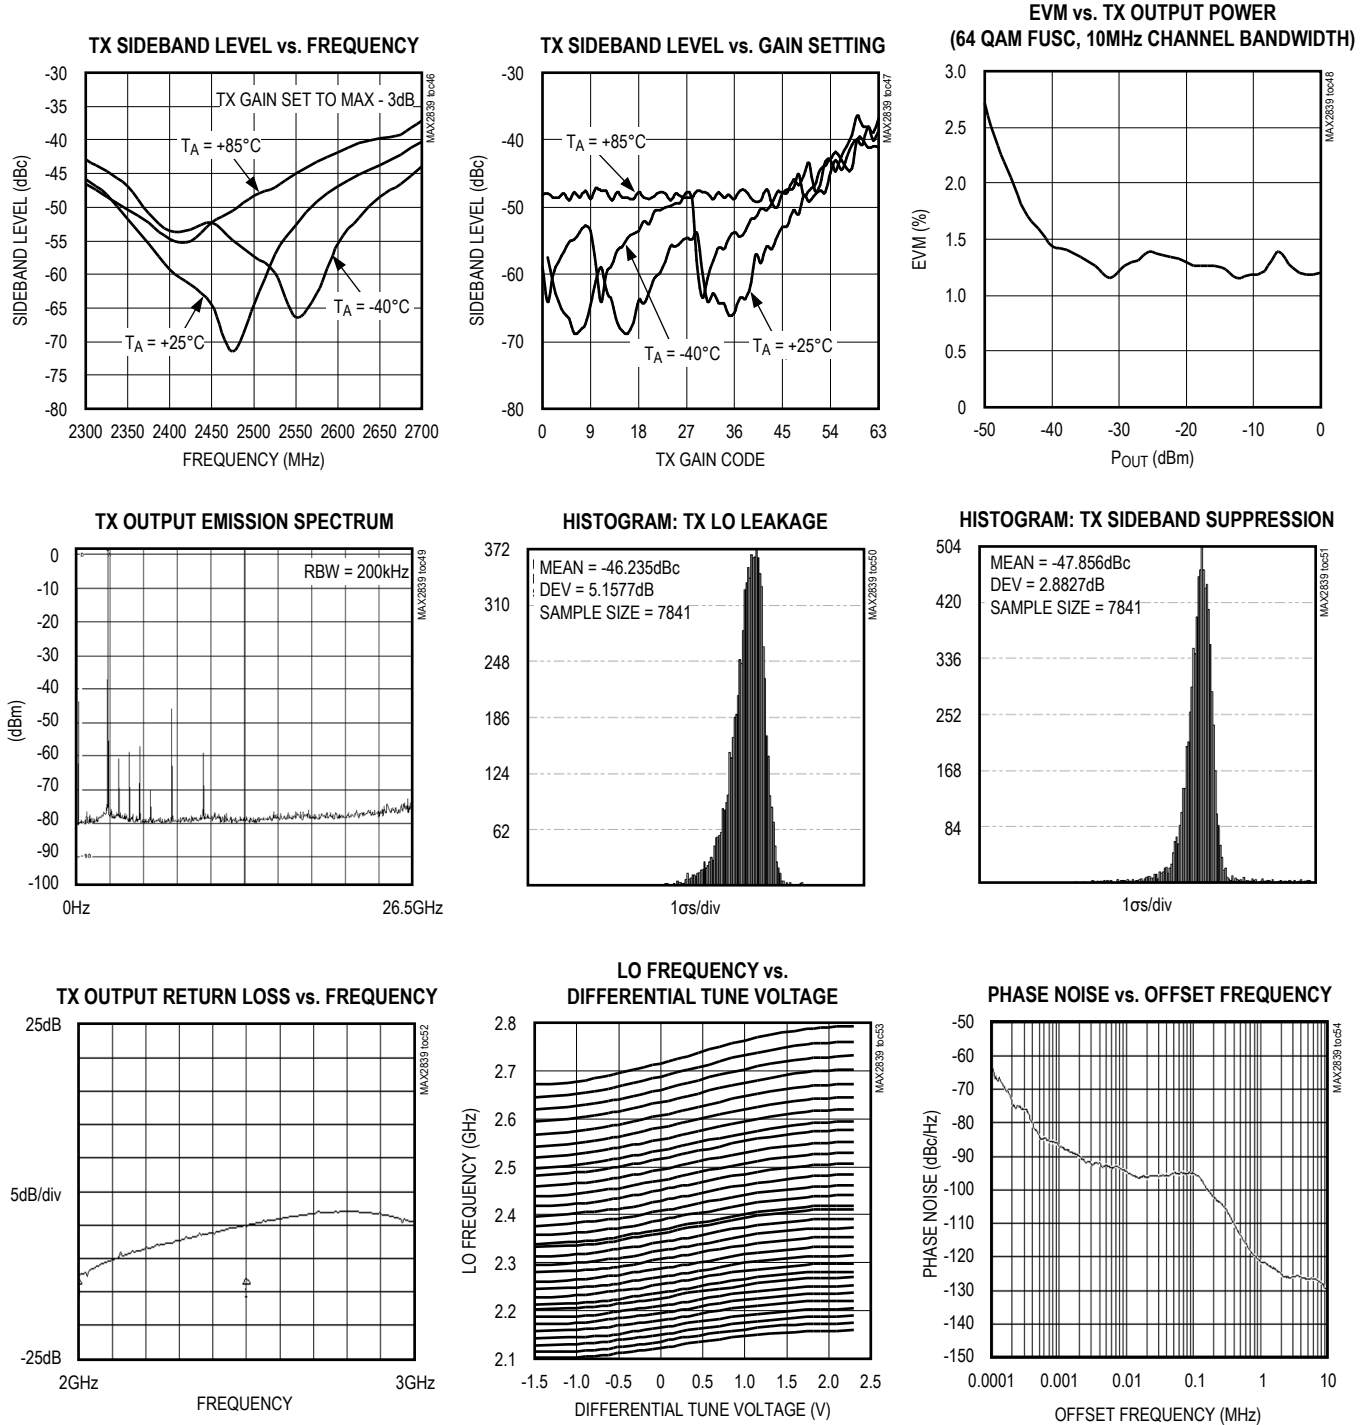 TX SIDEBAND LEVEL vs. FREQUENCY
MAX2839 toc46
TX GAIN SET TO MAX - 3dB
TA = +85°C
TA = -40°C
TA = +25°C
SIDEBAND LEVEL (dBc)
-30
-35
-40
-45
-50
-55
-60
-65
-70
-75
-80
2300 2350 2400 2450 2500 2550 2600 2650 2700
FREQUENCY (MHz)
TX SIDEBAND LEVEL vs. GAIN SETTING
MAX2839 toc47
TA = +85°C
TA = -40°C
TA = +25°C
SIDEBAND LEVEL (dBc)
-30
-40
-50
-60
-70
-80
0 9 18 27 36 45 54 63
TX GAIN CODE
EVM vs. TX OUTPUT POWER
(64 QAM FUSC, 10MHz CHANNEL BANDWIDTH)
MAX2839 toc48
EVM (%)
3.0
2.5
2.0
1.5
1.0
0.5
0
-50 -40 -30 -20 -10 0
POUT (dBm)
TX OUTPUT EMISSION SPECTRUM
MAX2839 toc49
RBW = 200kHz
(dBm)
0
-10
-20
-30
-40
-50
-60
-70
-80
-90
-100
0Hz 26.5GHz
HISTOGRAM: TX LO LEAKAGE
MAX2839 toc50
MEAN = -46.235dBc
DEV = 5.1577dB
SAMPLE SIZE = 7841
372
310
248
186
124
62
1σs/div
HISTOGRAM: TX SIDEBAND SUPPRESSION
MAX2839 toc51
MEAN = -47.856dBc
DEV = 2.8827dB
SAMPLE SIZE = 7841
504
420
336
252
168
84
1σs/div
TX OUTPUT RETURN LOSS vs. FREQUENCY
MAX2839 toc52
25dB
5dB/div
-25dB
2GHz 3GHz
FREQUENCY
LO FREQUENCY vs.
DIFFERENTIAL TUNE VOLTAGE
MAX2839 toc53
LO FREQUENCY (GHz)
2.8
2.7
2.6
2.5
2.4
2.3
2.2
2.1
-1.5 -1.0 -0.5 0 0.5 1.0 1.5 2.0 2.5
DIFFERENTIAL TUNE VOLTAGE (V)
PHASE NOISE vs. OFFSET FREQUENCY
MAX2839 toc54
PHASE NOISE (dBc/Hz)
-50
-60
-70
-80
-90
-100
-110
-120
-130
-140
-150
0.0001 0.001 0.01 0.1 1 10
OFFSET FREQUENCY (MHz)